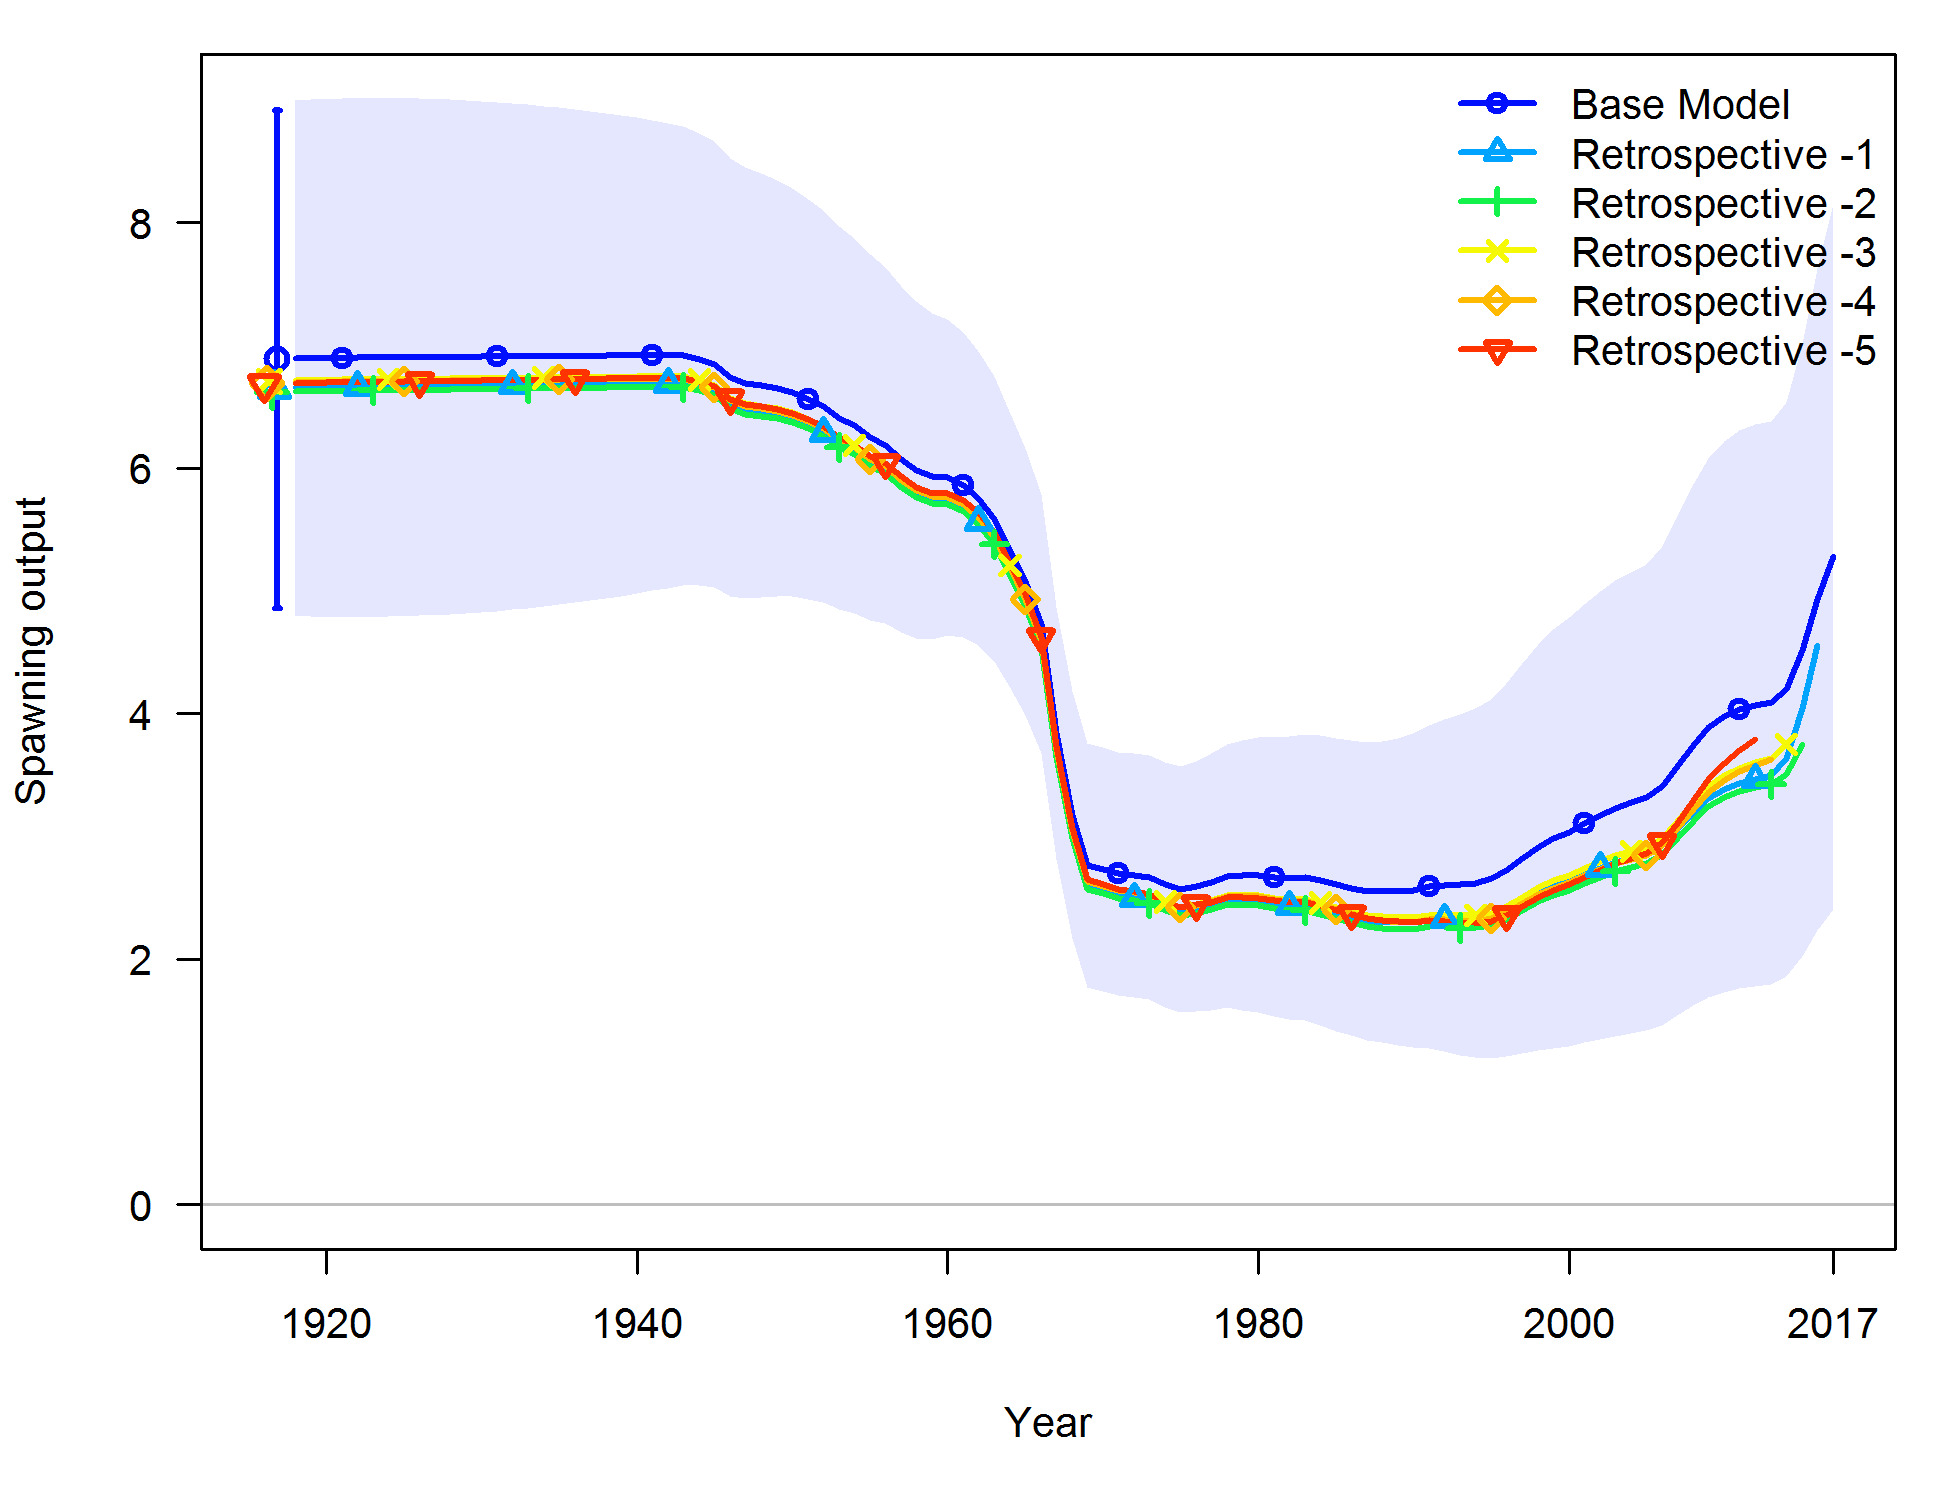 Base Model
Retrospective -1
Retrospective -2
Retrospective -3
Retrospective -4
Retrospective -5
Spawning output
8
6
4
2
0
1920 1940 1960 1980 2000 2017
Year